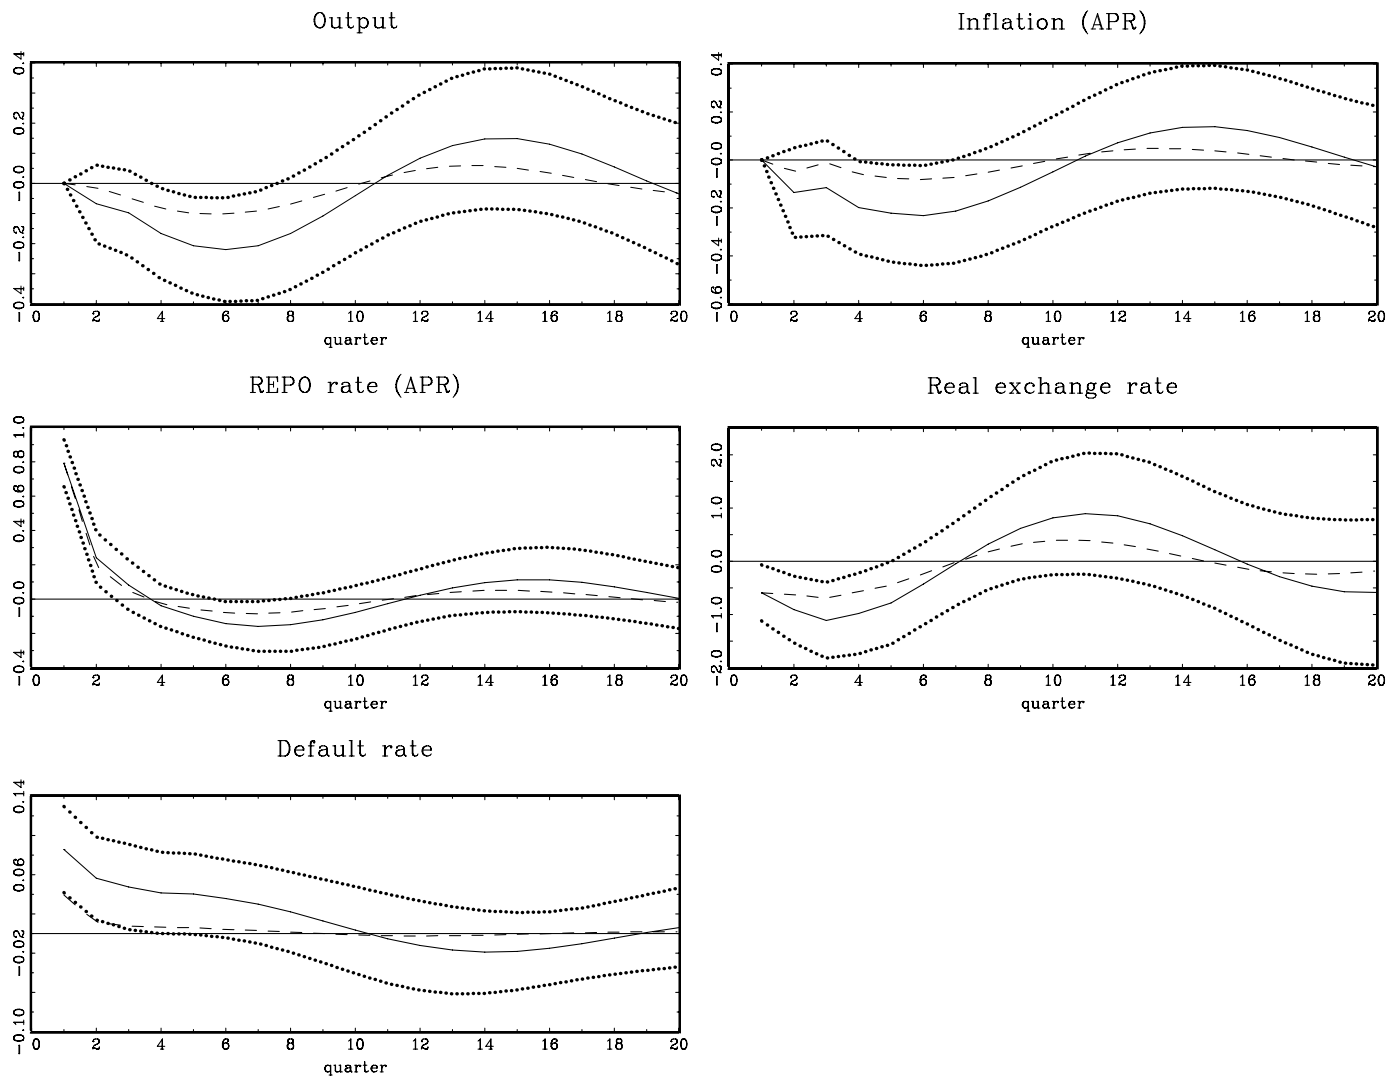 Output
0.4
0.2
-0.0
-0.2
-0.4
0 2 4 6 8 10 12 14 16 18 20
quarter
Inflation (APR)
0.4
0.2
-0.0
-0.2
-0.4
-0.6
0 2 4 6 8 10 12 14 16 18 20
quarter
REPO rate (APR)
1.0
0.8
0.6
0.4
-0.0
-0.4
0 2 4 6 8 10 12 14 16 18 20
quarter
Real exchange rate
2.0
1.0
0.0
-1.0
-2.0
0 2 4 6 8 10 12 14 16 18 20
quarter
Default rate
0.14
0.06
-0.02
-0.10
0 2 4 6 8 10 12 14 16 18 20
quarter